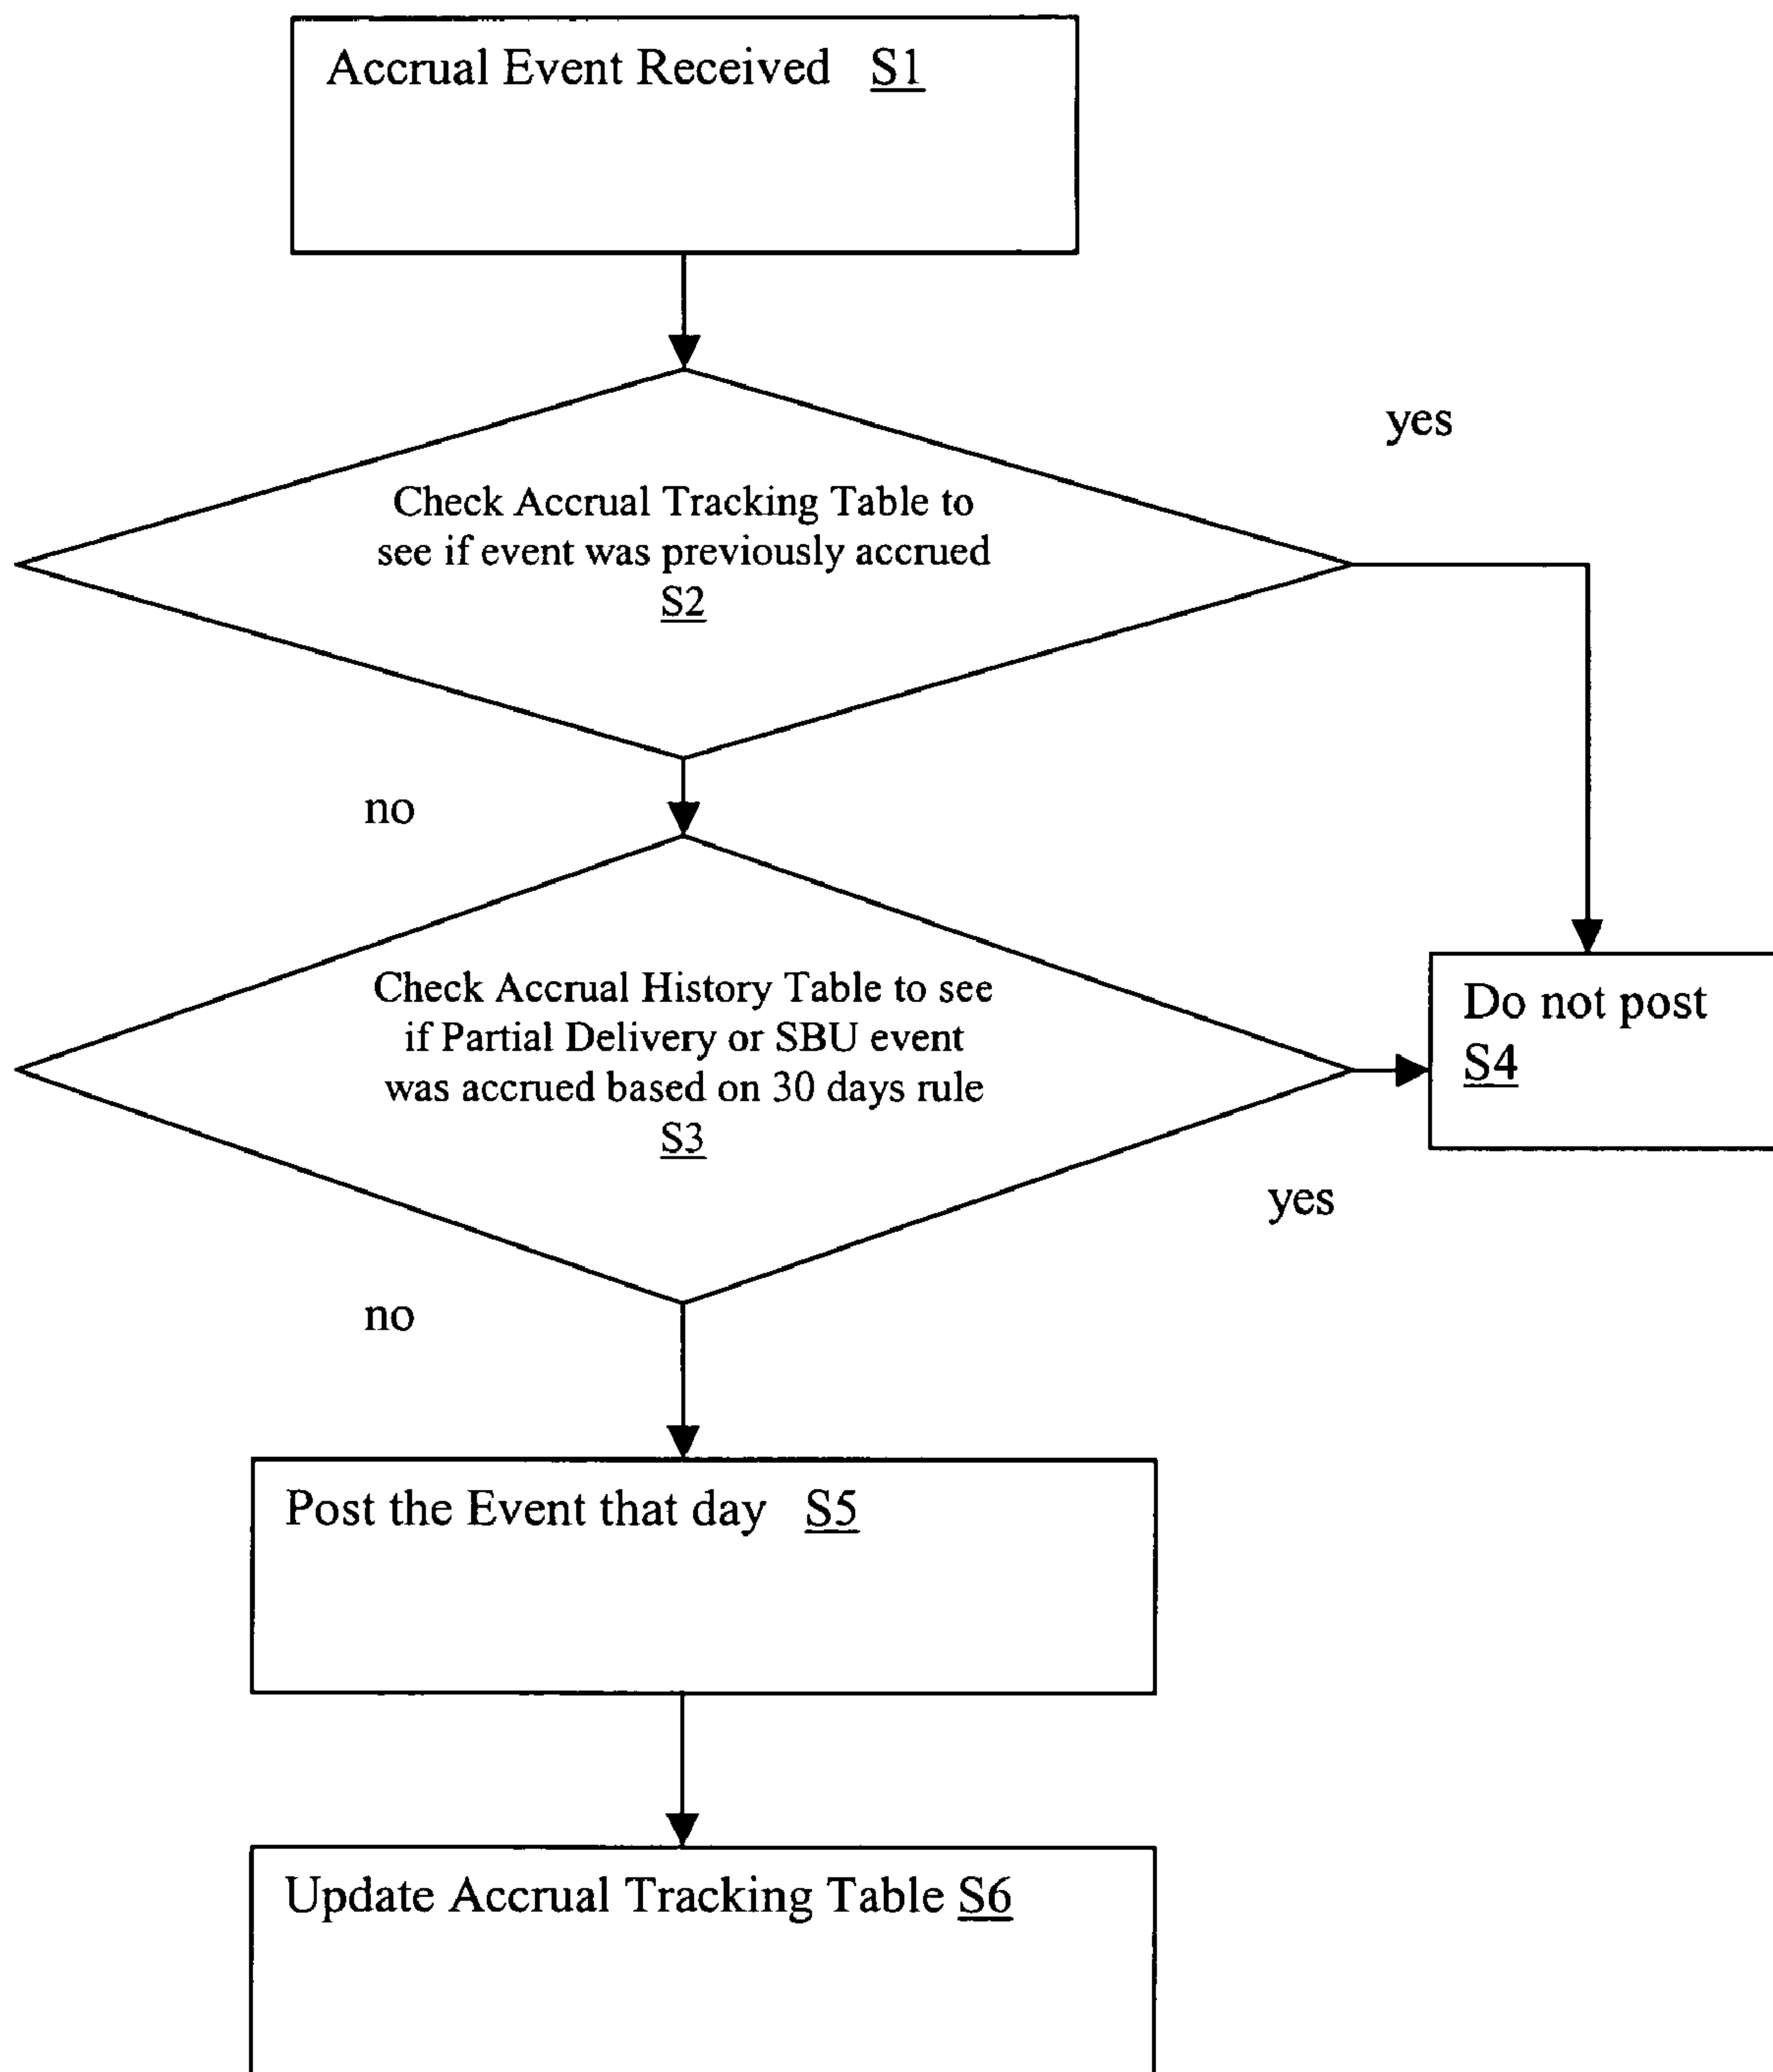 Accrual Event Received S1
yes
Check Accrual Tracking Table to
see if event was previously accrued
S2
no
Check Accrual History Table to see
if Partial Delivery or SBU event
was accrued based on 30 days rule
S3
Do not post
S4
yes
no
Post the Event that day S5
Update Accrual Tracking Table S6